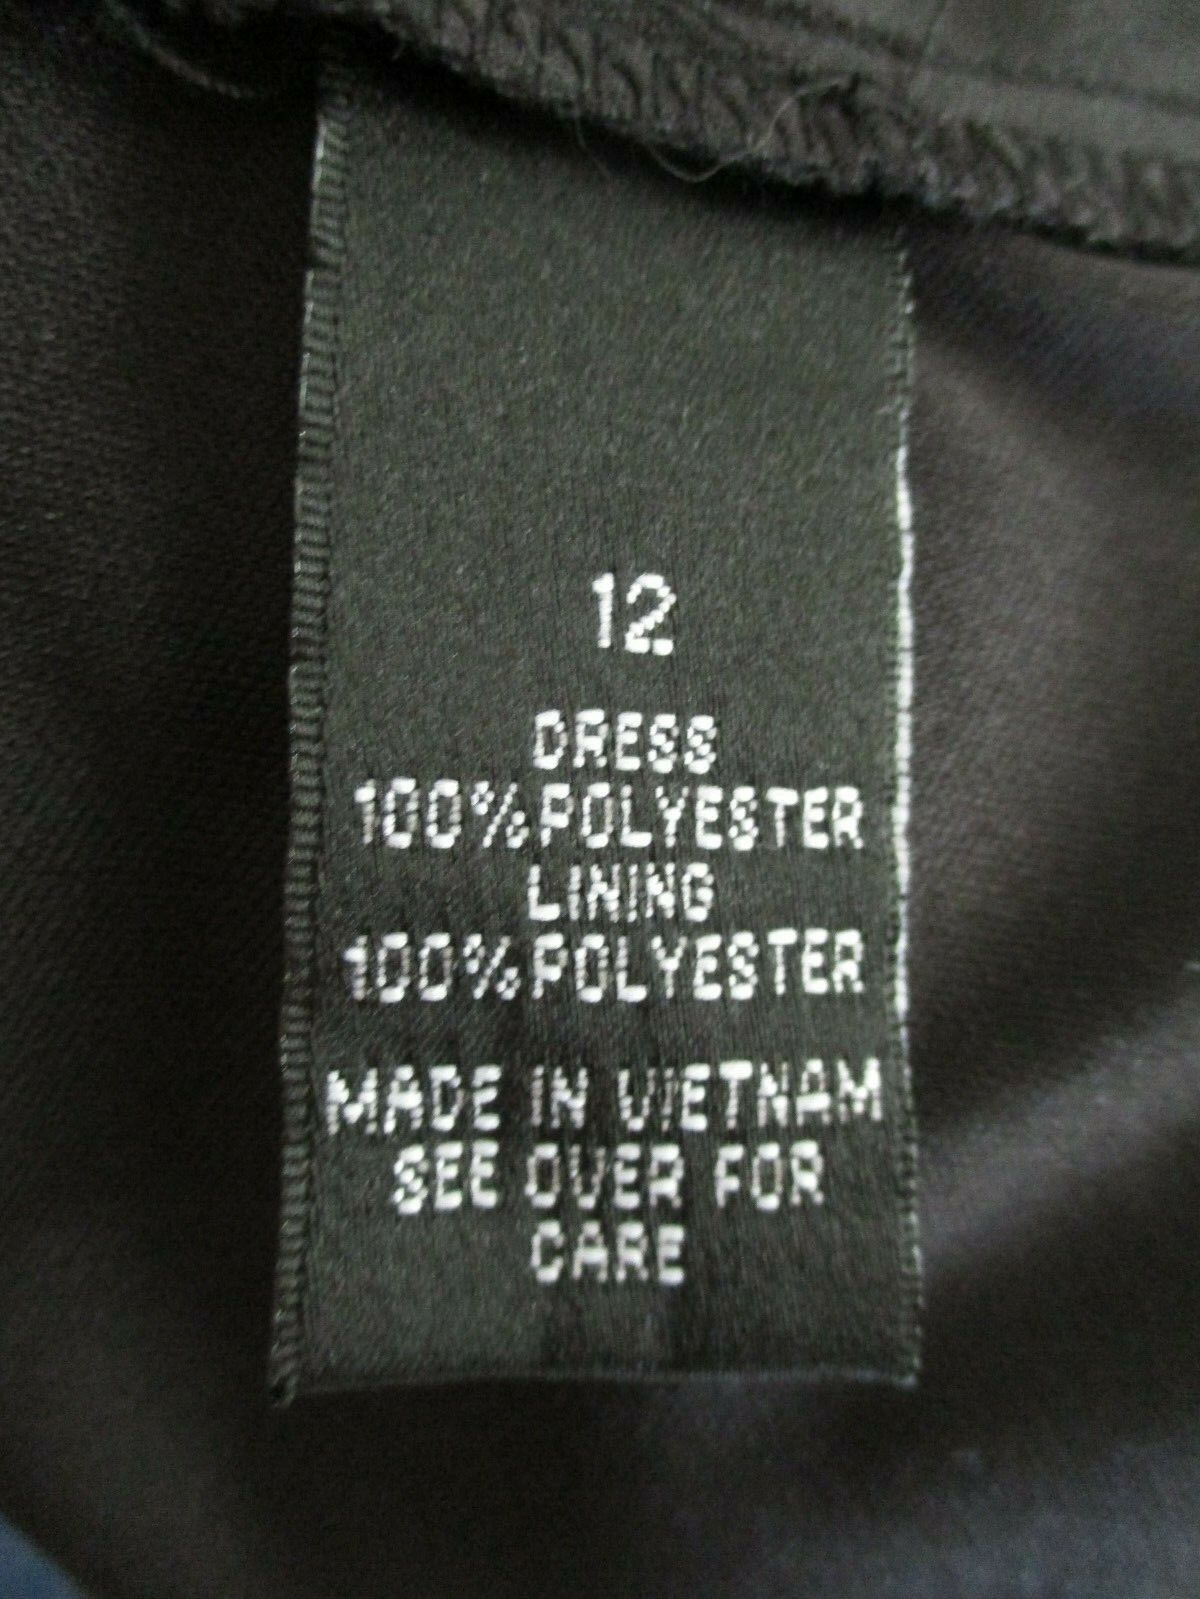 12
DRESS
100%POLYESTER
LINING
100%POLYESTER
MADE IN VIETNAM
SEE OVER FOR
CARE